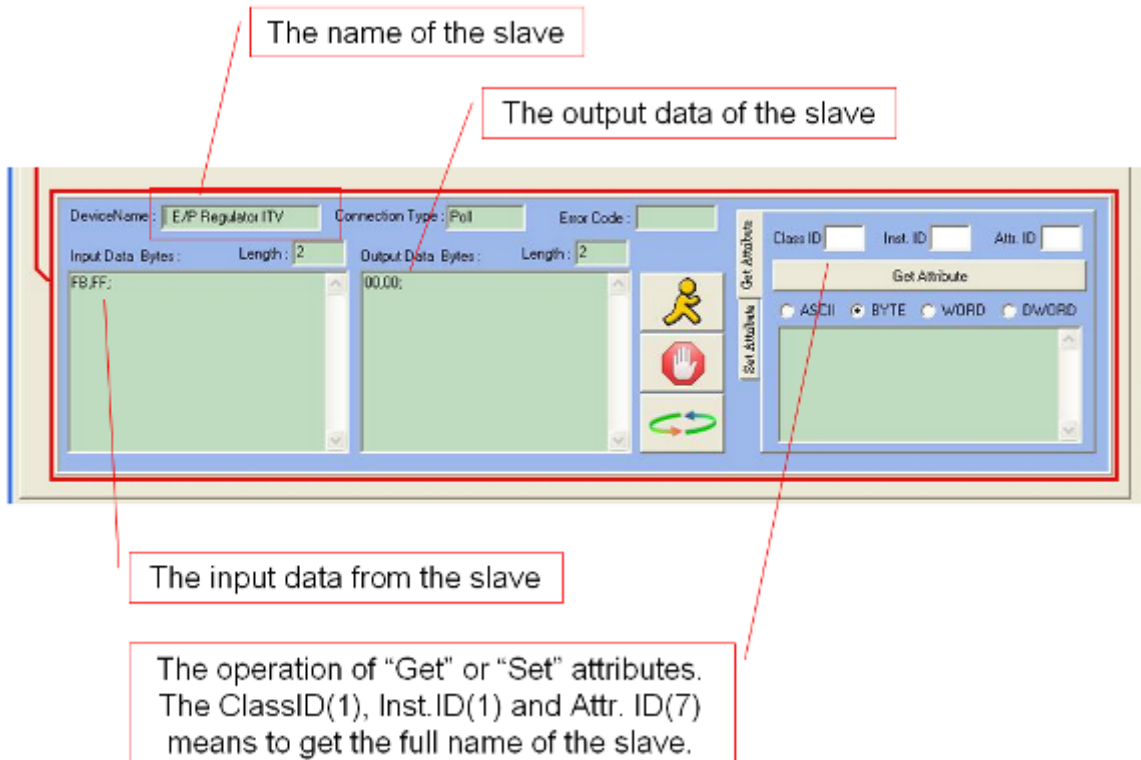 The name of the slave
The output data of the slave
DeviceName : E/P Regulator ITV Connection Type : Poll Error Code :
Input Data Bytes : Length : 2 Output Data Bytes : Length : 2
FB,FF;
00,00;
Get Attribute
Set Attribute
Class ID Inst. ID Attr. ID
Get Attribute
ASCII BYTE WORD DWORD
The input data from the slave
The operation of “Get” or “Set” attributes.
The ClassID(1), Inst.ID(1) and Attr. ID(7)
means to get the full name of the slave.